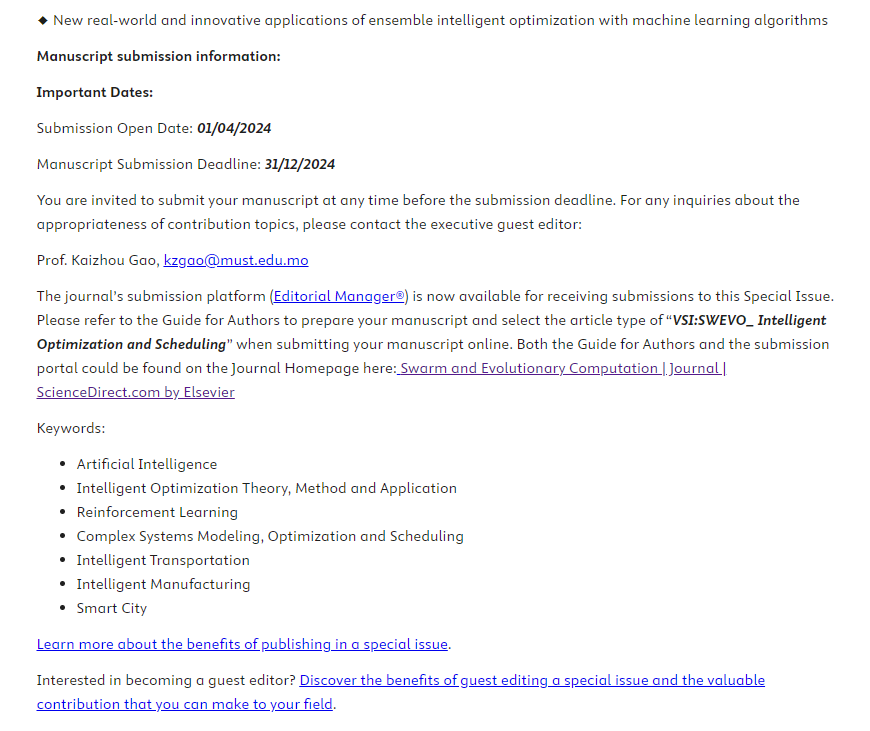 ◆ New real-world and innovative applications of ensemble intelligent optimization with machine learning algorithms
Manuscript submission information:
Important Dates:
Submission Open Date: 01/04/2024
Manuscript Submission Deadline: 31/12/2024
You are invited to submit your manuscript at any time before the submission deadline. For any inquiries about the
appropriateness of contribution topics, please contact the executive guest editor:
Prof. Kaizhou Gao, kzgao@must.edu.mo
The journal's submission platform (Editorial Manager®) is now available for receiving submissions to this Special Issue.
Please refer to the Guide for Authors to prepare your manuscript and select the article type of “VSI:SWEVO_ Intelligent
Optimization and Scheduling” when submitting your manuscript online. Both the Guide for Authors and the submission
portal could be found on the Journal Homepage here: Swarm and Evolutionary Computation | Journal |
ScienceDirect.com by Elsevier
Keywords:
• Artificial Intelligence
• Intelligent Optimization Theory, Method and Application
• Reinforcement Learning
• Complex Systems Modeling, Optimization and Scheduling
• Intelligent Transportation
• Intelligent Manufacturing
• Smart City
Learn more about the benefits of publishing in a special issue.
Interested in becoming a guest editor? Discover the benefits of guest editing a special issue and the valuable
contribution that you can make to your field.